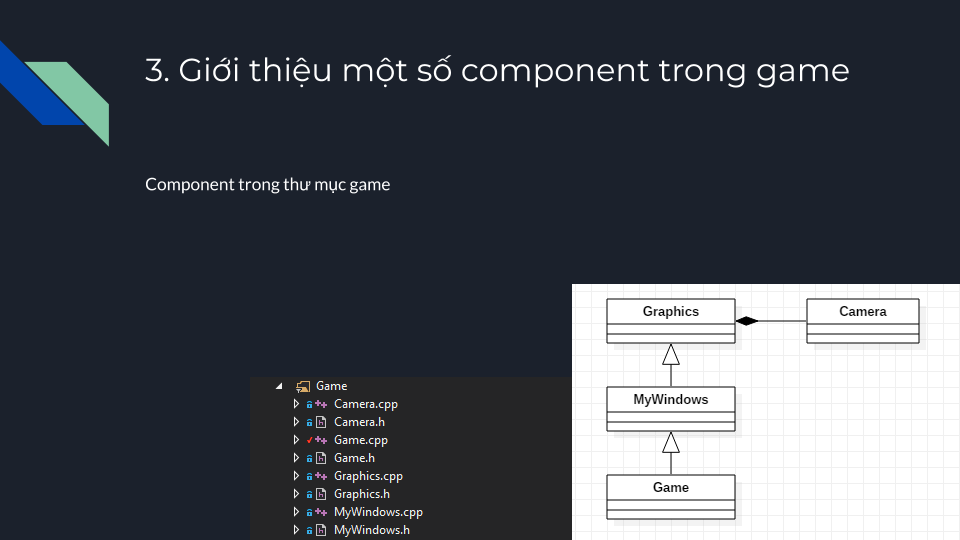 3. Giới thiệu một số component trong game
Component trong thư mục game
Game
Camera.cpp
Camera.h
Game.cpp
Game.h
Graphics.cpp
Graphics.h
MyWindows.cpp
MyWindows.h
Graphics
Camera
MyWindows
Game